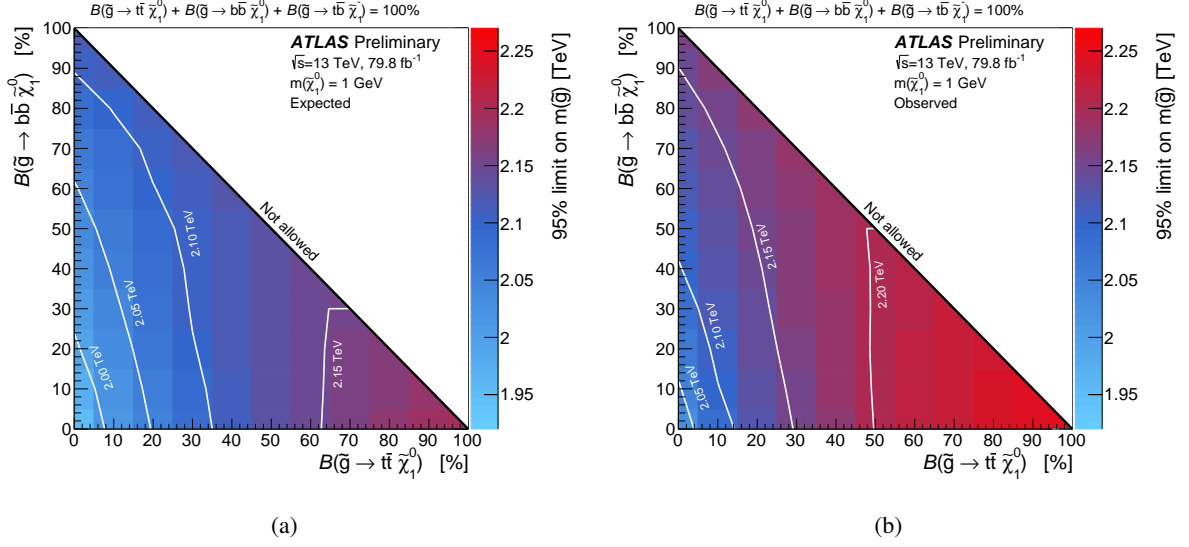 B(g̃ → tt̄ χ̃₁⁰) + B(g̃ → bb̄ χ̃₁⁰) + B(g̃ → tb̄ χ̃₁⁻) = 100%
B(g̃ → bb̄ χ̃₁⁰) [%]
100
90
80
70
60
50
40
30
20
10
0
ATLAS Preliminary
√s=13 TeV, 79.8 fb⁻¹
m(χ̃₁⁰) = 1 GeV
Expected
Not allowed
2.10 TeV
2.05 TeV
2.00 TeV
2.15 TeV
0 10 20 30 40 50 60 70 80 90 100
B(g̃ → tt̄ χ̃₁⁰) [%]
2.25
2.2
2.15
2.1
2.05
2
1.95
95% limit on m(g̃) [TeV]
(a)
B(g̃ → tt̄ χ̃₁⁰) + B(g̃ → bb̄ χ̃₁⁰) + B(g̃ → tb̄ χ̃₁⁻) = 100%
B(g̃ → bb̄ χ̃₁⁰) [%]
100
90
80
70
60
50
40
30
20
10
0
ATLAS Preliminary
√s=13 TeV, 79.8 fb⁻¹
m(χ̃₁⁰) = 1 GeV
Observed
Not allowed
2.15 TeV
2.20 TeV
2.10 TeV
2.05 TeV
0 10 20 30 40 50 60 70 80 90 100
B(g̃ → tt̄ χ̃₁⁰) [%]
2.25
2.2
2.15
2.1
2.05
2
1.95
95% limit on m(g̃) [TeV]
(b)